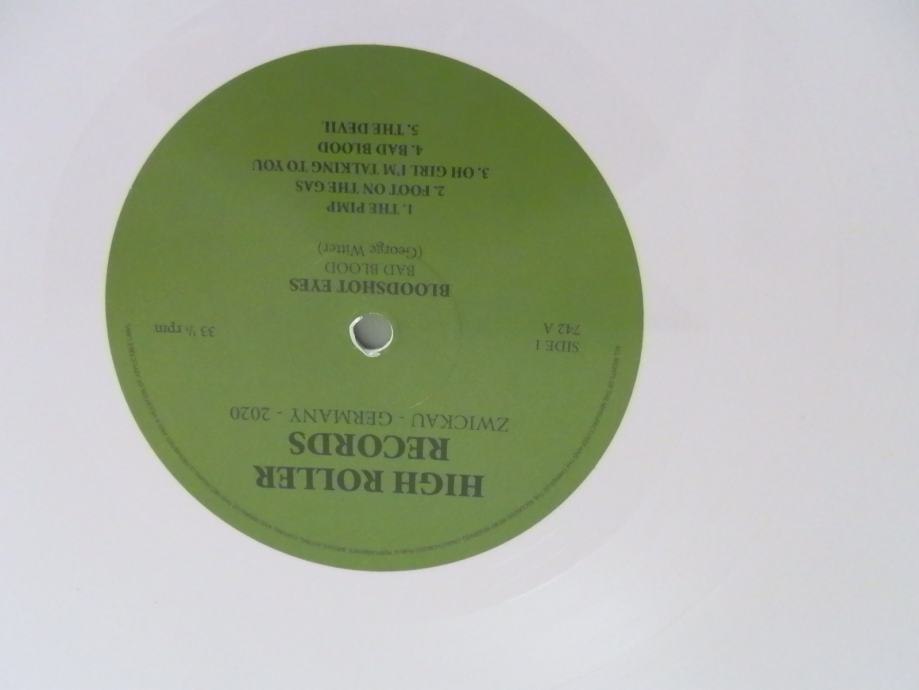 HIGH ROLLER
RECORDS
ZWICKAU - GERMANY - 2020
SIDE 1
742 A
33 ⅓ rpm
BLOODSHOT EYES
BAD BLOOD
(George Witter)
1. THE PIMP
2. FOOT ON THE GAS
3. OH GIRL I'M TALKING TO YOU
4. BAD BLOOD
5. THE DEVIL